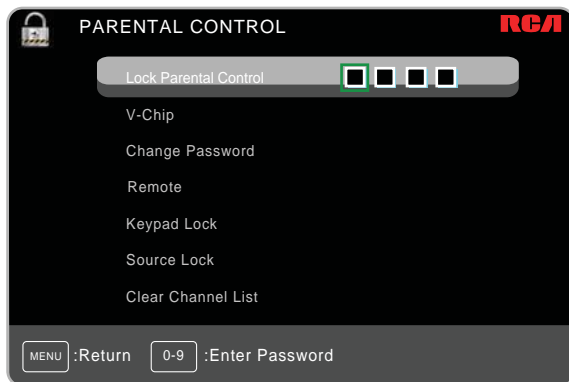 PARENTAL CONTROL RCA
Lock Parental Control
V-Chip
Change Password
Remote
Keypad Lock
Source Lock
Clear Channel List
MENU :Return 0-9 :Enter Password